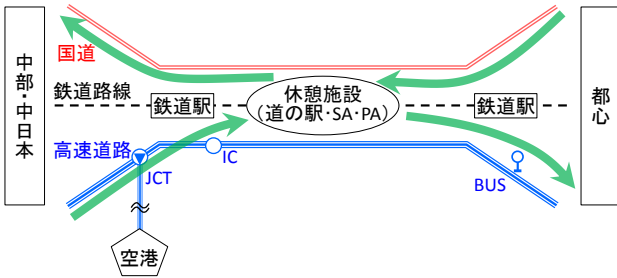 中部・中日本
国道
鉄道路線
鉄道駅
休憩施設
（道の駅・SA・PA）
鉄道駅
都心
高速道路
IC
JCT
BUS
空港